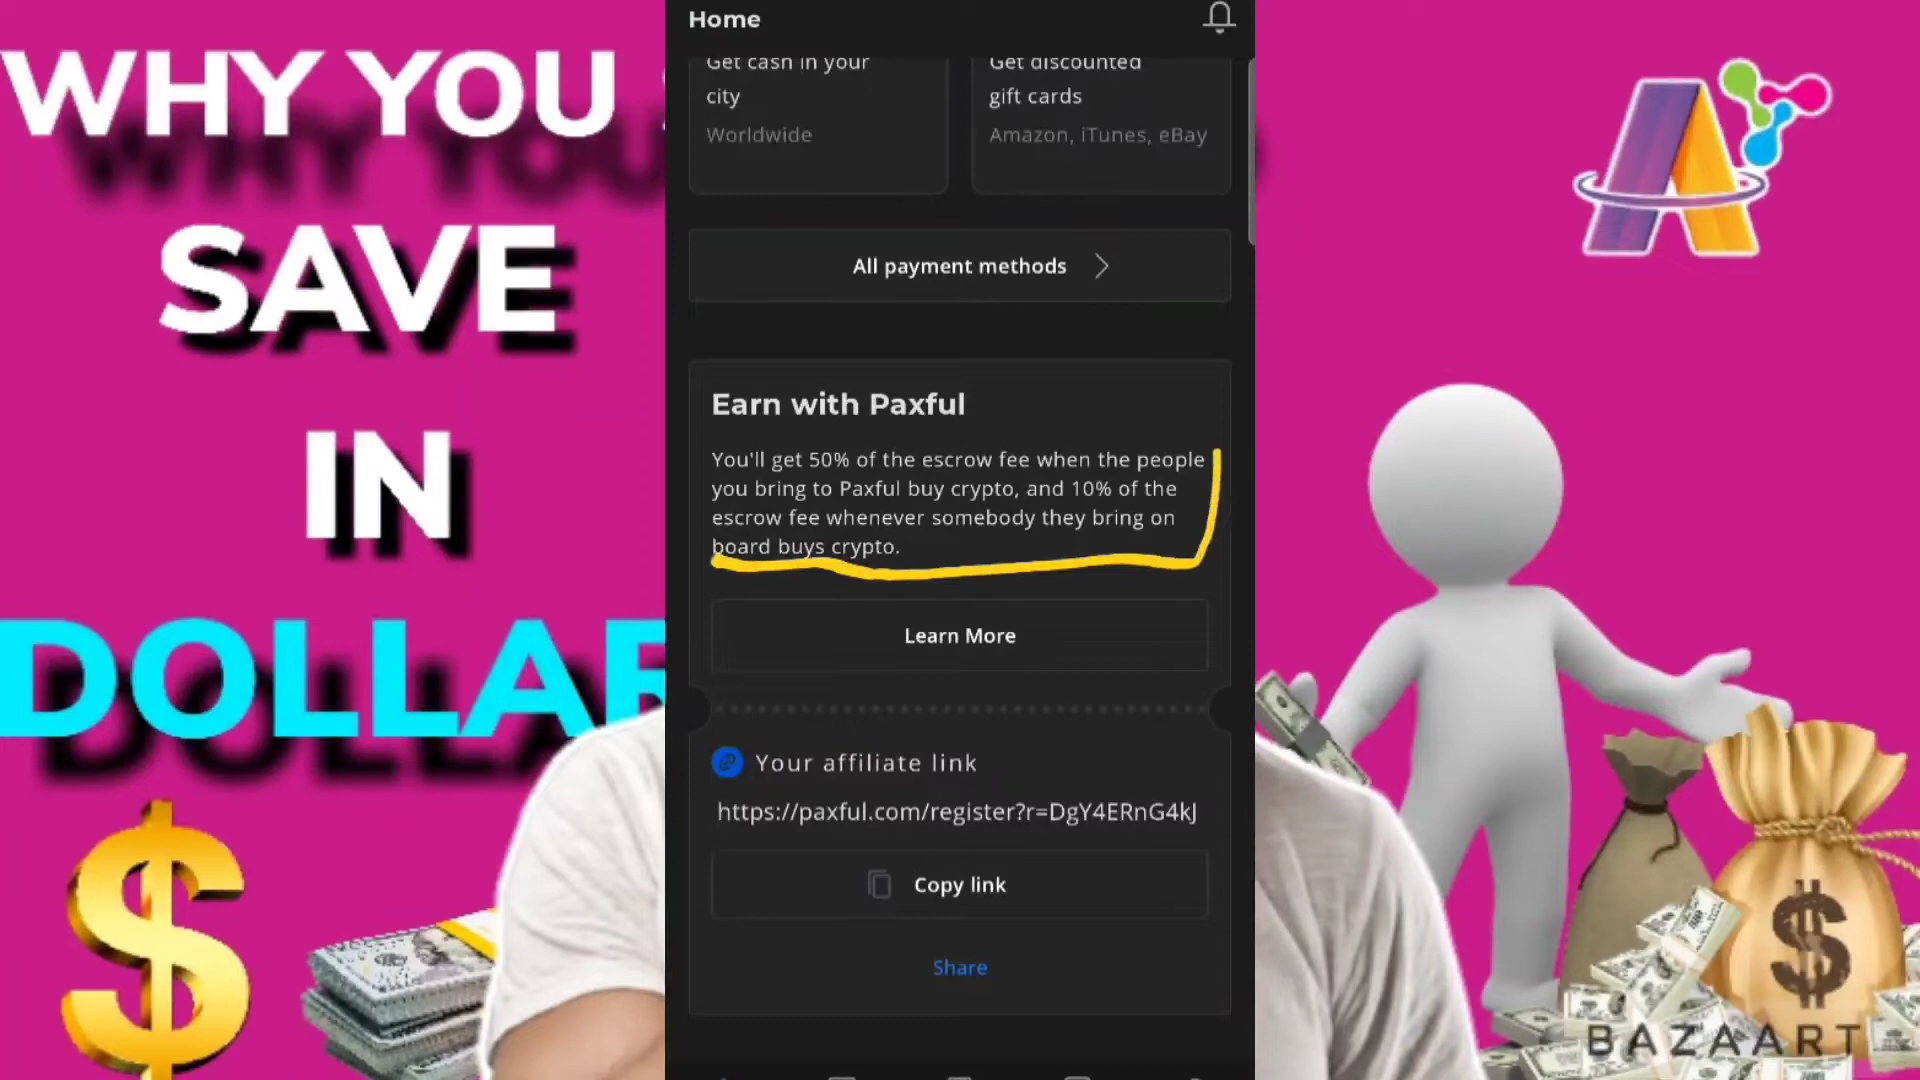 WHY YOU
SAVE
IN
DOLLAR
Home
Get cash in your
city
Worldwide
Get discounted
gift cards
Amazon, iTunes, eBay
All payment methods
Earn with Paxful
You'll get 50% of the escrow fee when the people
you bring to Paxful buy crypto, and 10% of the
escrow fee whenever somebody they bring on
board buys crypto.
Learn More
Your affiliate link
https://paxful.com/register?r=DgY4ERnG4kJ
Copy link
Share
BAZAART